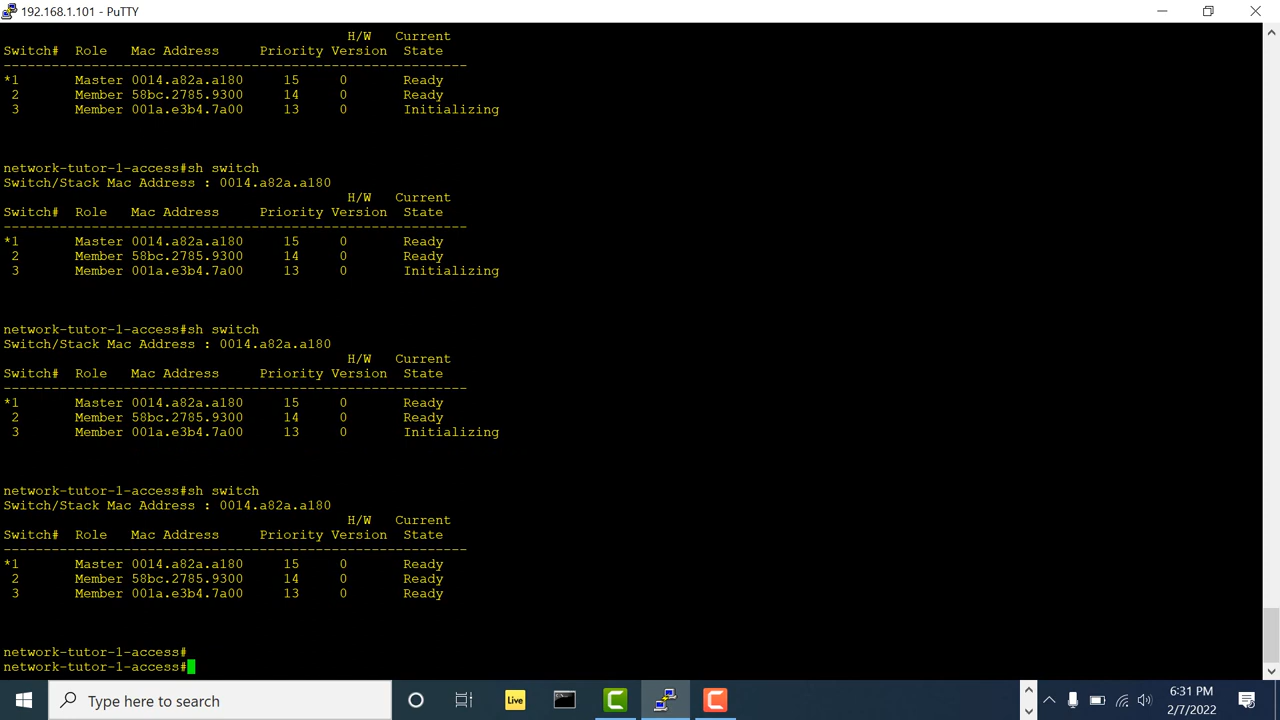 192.168.1.101 - PuTTY
H/W Current
Switch# Role Mac Address Priority Version State
----------------------------------------------------------
*1 Master 0014.a82a.a180 15 0 Ready
2 Member 58bc.2785.9300 14 0 Ready
3 Member 001a.e3b4.7a00 13 0 Initializing
network-tutor-1-access#sh switch
Switch/Stack Mac Address : 0014.a82a.a180
H/W Current
Switch# Role Mac Address Priority Version State
----------------------------------------------------------
*1 Master 0014.a82a.a180 15 0 Ready
2 Member 58bc.2785.9300 14 0 Ready
3 Member 001a.e3b4.7a00 13 0 Initializing
network-tutor-1-access#sh switch
Switch/Stack Mac Address : 0014.a82a.a180
H/W Current
Switch# Role Mac Address Priority Version State
----------------------------------------------------------
*1 Master 0014.a82a.a180 15 0 Ready
2 Member 58bc.2785.9300 14 0 Ready
3 Member 001a.e3b4.7a00 13 0 Initializing
network-tutor-1-access#sh switch
Switch/Stack Mac Address : 0014.a82a.a180
H/W Current
Switch# Role Mac Address Priority Version State
----------------------------------------------------------
*1 Master 0014.a82a.a180 15 0 Ready
2 Member 58bc.2785.9300 14 0 Ready
3 Member 001a.e3b4.7a00 13 0 Ready
network-tutor-1-access#
network-tutor-1-access#
Type here to search
Live
6:31 PM
2/7/2022